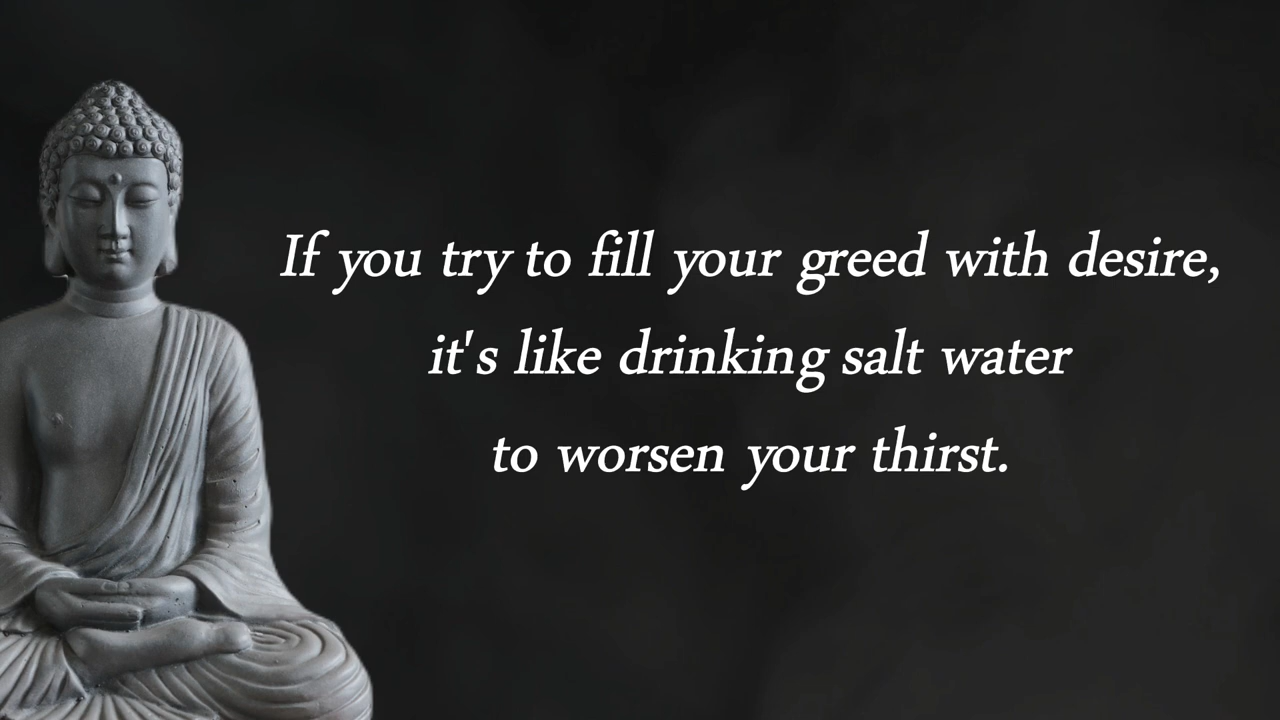 If you try to fill your greed with desire,
it's like drinking salt water
to worsen your thirst.